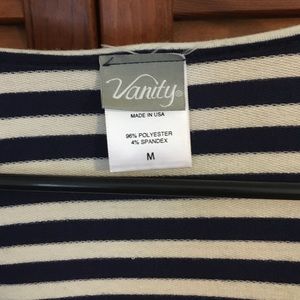 Vanity®
MADE IN USA
96% POLYESTER
4% SPANDEX
M